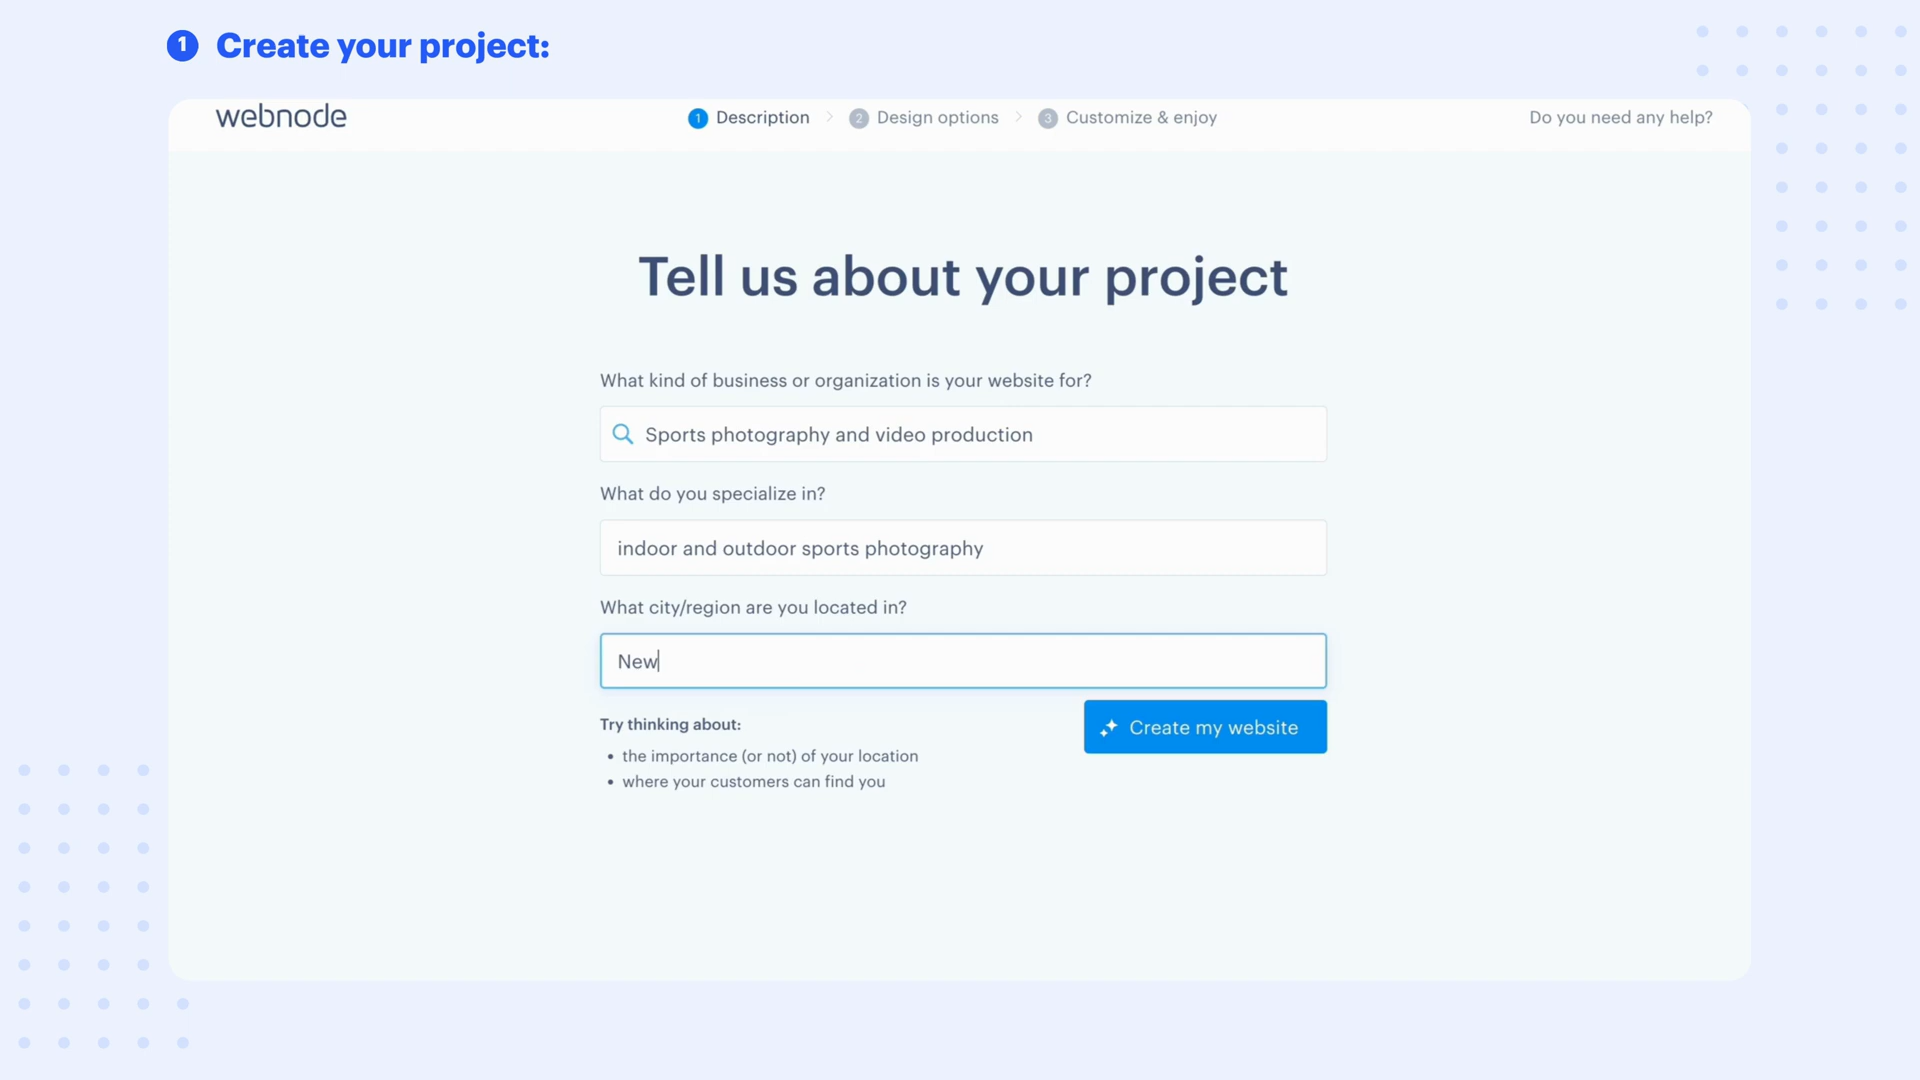 1 Create your project:
webnode
1 Description
2 Design options
3 Customize & enjoy
Do you need any help?
Tell us about your project
What kind of business or organization is your website for?
Sports photography and video production
What do you specialize in?
indoor and outdoor sports photography
What city/region are you located in?
New
Try thinking about:
• the importance (or not) of your location
• where your customers can find you
Create my website